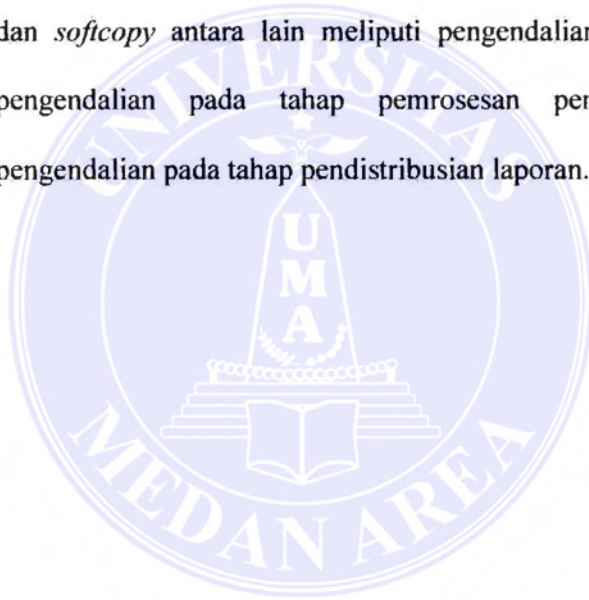 dan softcopy antara lain meliputi pengendalian
pengendalian pada tahap pemrosesan
pengendalian pada tahap pendistribusian laporan.
UNIVERSITAS
UMA
MEDAN AREA